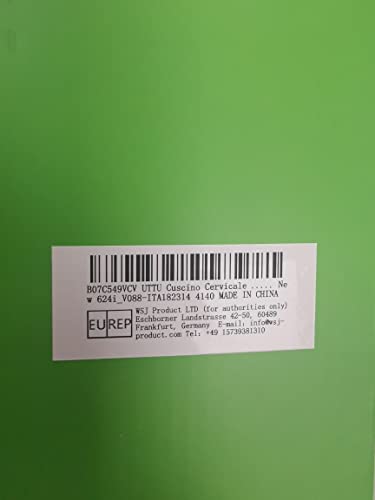 B07C549VCV UTTU Cuscino Cervicale ..... Ne
w 624i_V088-ITA182314 4140 MADE IN CHINA
EU REP
WSJ Product LTD (for authorities only)
Eschborner Landstrasse 42-50, 60489
Frankfurt, Germany E-mail: info@wsj-
product.com Tel: +49 15739381310